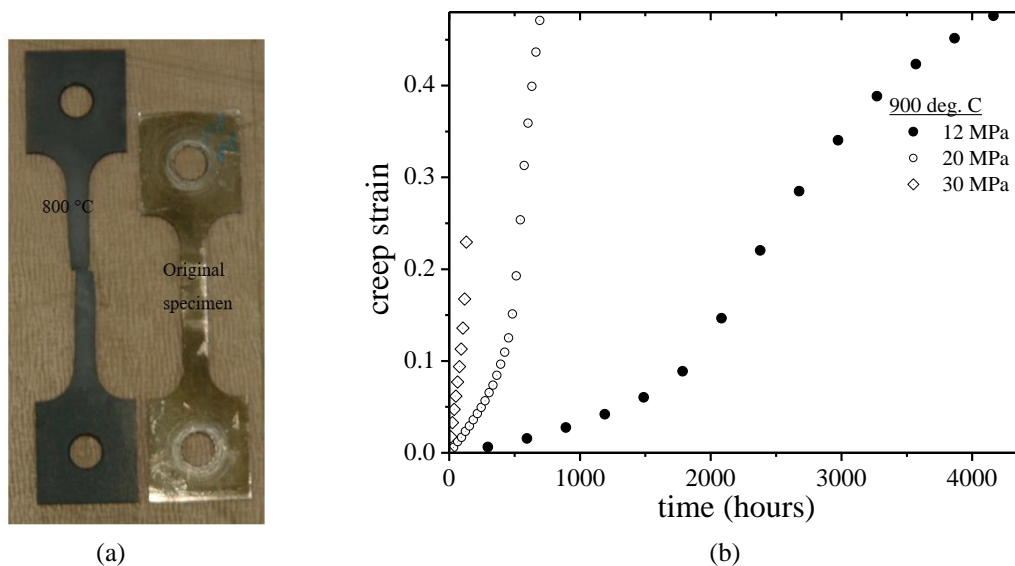 800 °C
Original
specimen
(a)
creep strain
0.4
0.3
0.2
0.1
0.0
0
1000
2000
3000
4000
time (hours)
900 deg. C
12 MPa
20 MPa
30 MPa
(b)